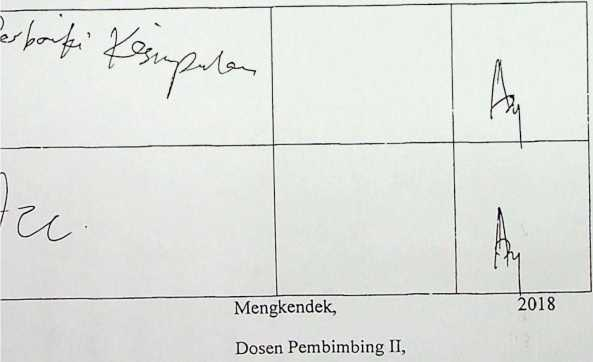 Perbaiki Kesimpulan
Acc.
Mengkendek, 2018
Dosen Pembimbing II,